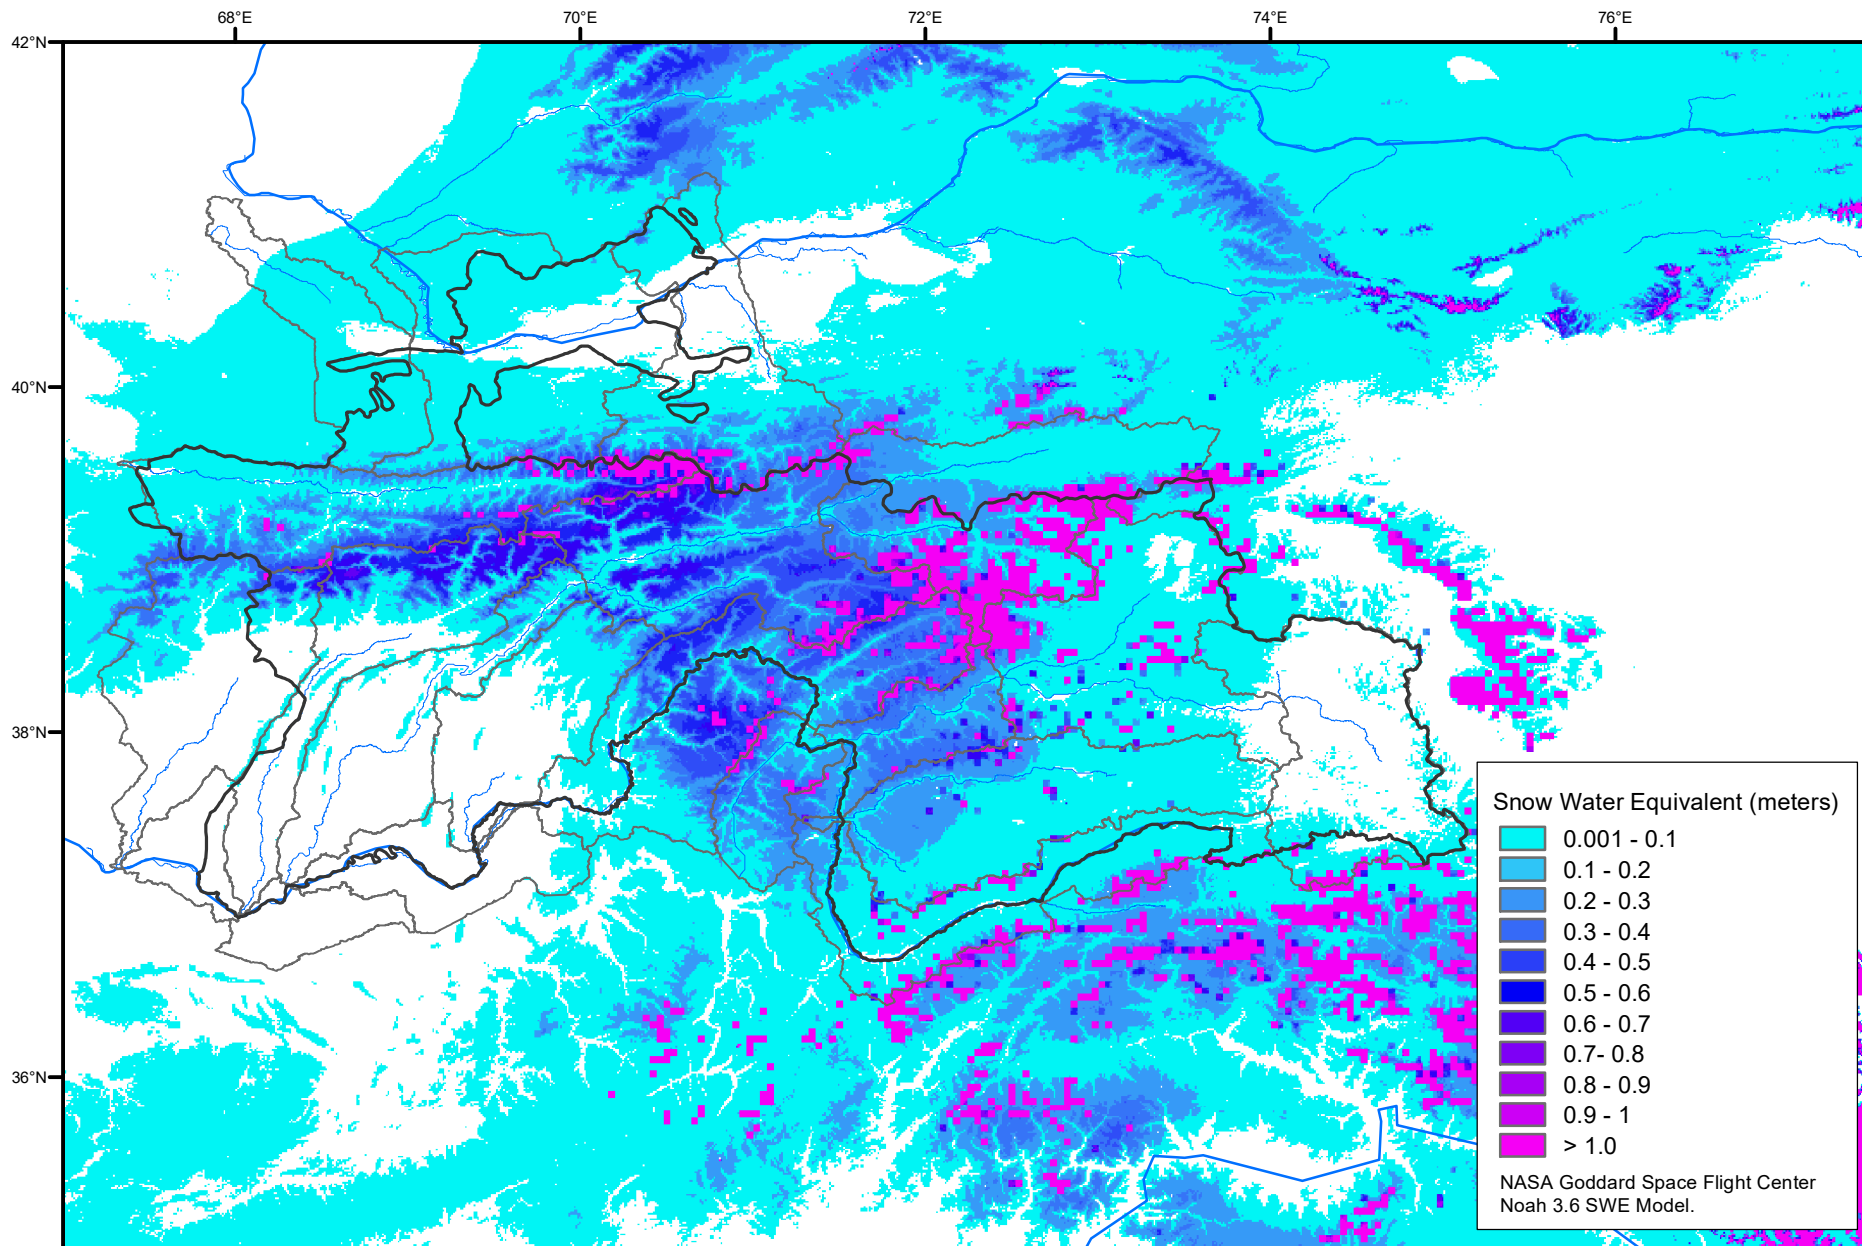 68°E 70°E 72°E 74°E 76°E
42°N
40°N
38°N
36°N
Snow Water Equivalent (meters)
0.001 - 0.1
0.1 - 0.2
0.2 - 0.3
0.3 - 0.4
0.4 - 0.5
0.5 - 0.6
0.6 - 0.7
0.7- 0.8
0.8 - 0.9
0.9 - 1
> 1.0
NASA Goddard Space Flight Center
Noah 3.6 SWE Model.